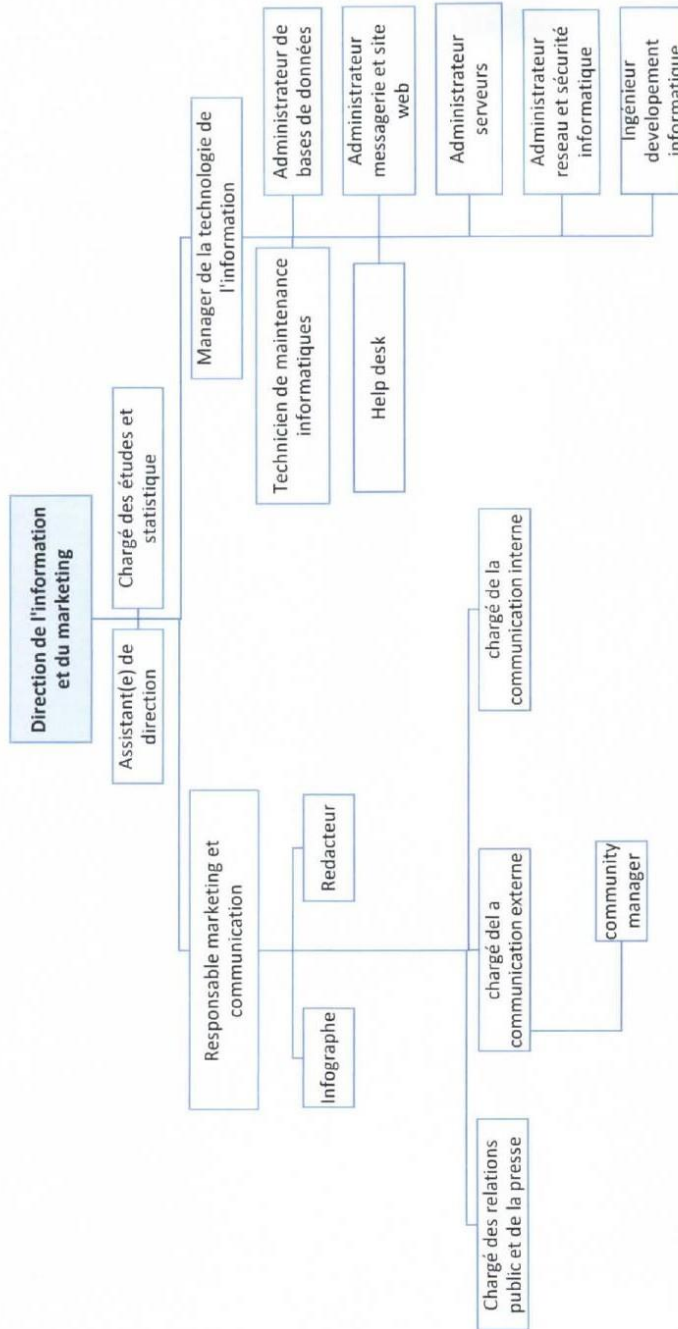 Direction de l'information
et du marketing
Assistant(e) de
direction
Chargé des études et
statistique
Responsable marketing et
communication
Manager de la technologie de
l'information
Infographe
Redacteur
Technicien de maintenance
informatiques
Administrateur de
bases de données
Help desk
Administrateur
messagerie et site
web
Administrateur
serveurs
Administrateur
reseau et sécurité
informatique
Ingénieur
developement
informatique
Chargé des relations
public et de la presse
chargé del a
communication externe
chargé de la
communication interne
community
manager